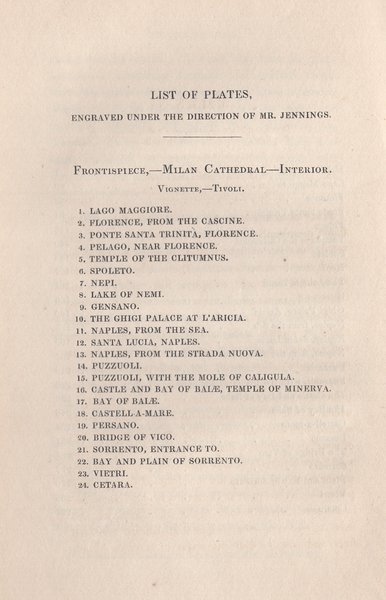 LIST OF PLATES,
ENGRAVED UNDER THE DIRECTION OF MR. JENNINGS.
FRONTISPIECE,—MILAN CATHEDRAL—INTERIOR.
VIGNETTE,—TIVOLI.
1. LAGO MAGGIORE.
2. FLORENCE, FROM THE CASCINE.
3. PONTE SANTA TRINITÀ, FLORENCE.
4. PELAGO, NEAR FLORENCE.
5. TEMPLE OF THE CLITUMNUS.
6. SPOLETO.
7. NEPI.
8. LAKE OF NEMI.
9. GENSANO.
10. THE GHIGI PALACE AT L'ARICIA.
11. NAPLES, FROM THE SEA.
12. SANTA LUCIA, NAPLES.
13. NAPLES, FROM THE STRADA NUOVA.
14. PUZZUOLI.
15. PUZZUOLI, WITH THE MOLE OF CALIGULA.
16. CASTLE AND BAY OF BAIÆ, TEMPLE OF MINERVA.
17. BAY OF BAIÆ.
18. CASTELL-A-MARE.
19. PERSANO.
20. BRIDGE OF VICO.
21. SORRENTO, ENTRANCE TO.
22. BAY AND PLAIN OF SORRENTO.
23. VIETRI.
24. CETARA.